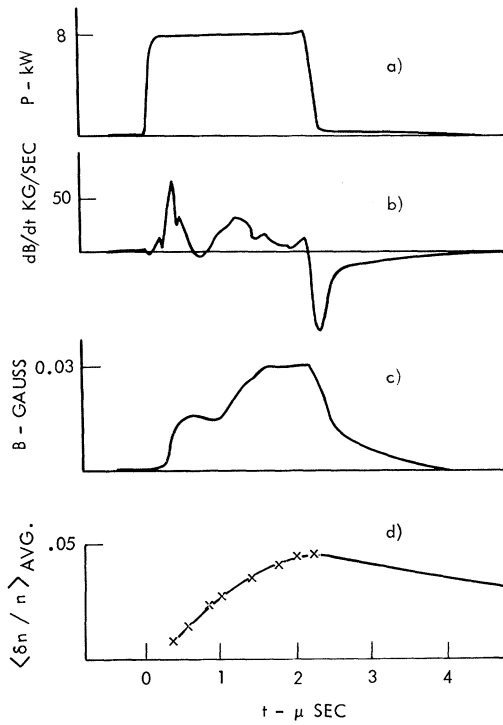 8
P - kW
a)
50
dB/dt KG/SEC
b)
0.03
B - GAUSS
c)
.05
⟨δn / n⟩ AVG.
d)
0 1 2 3 4
t - μ SEC